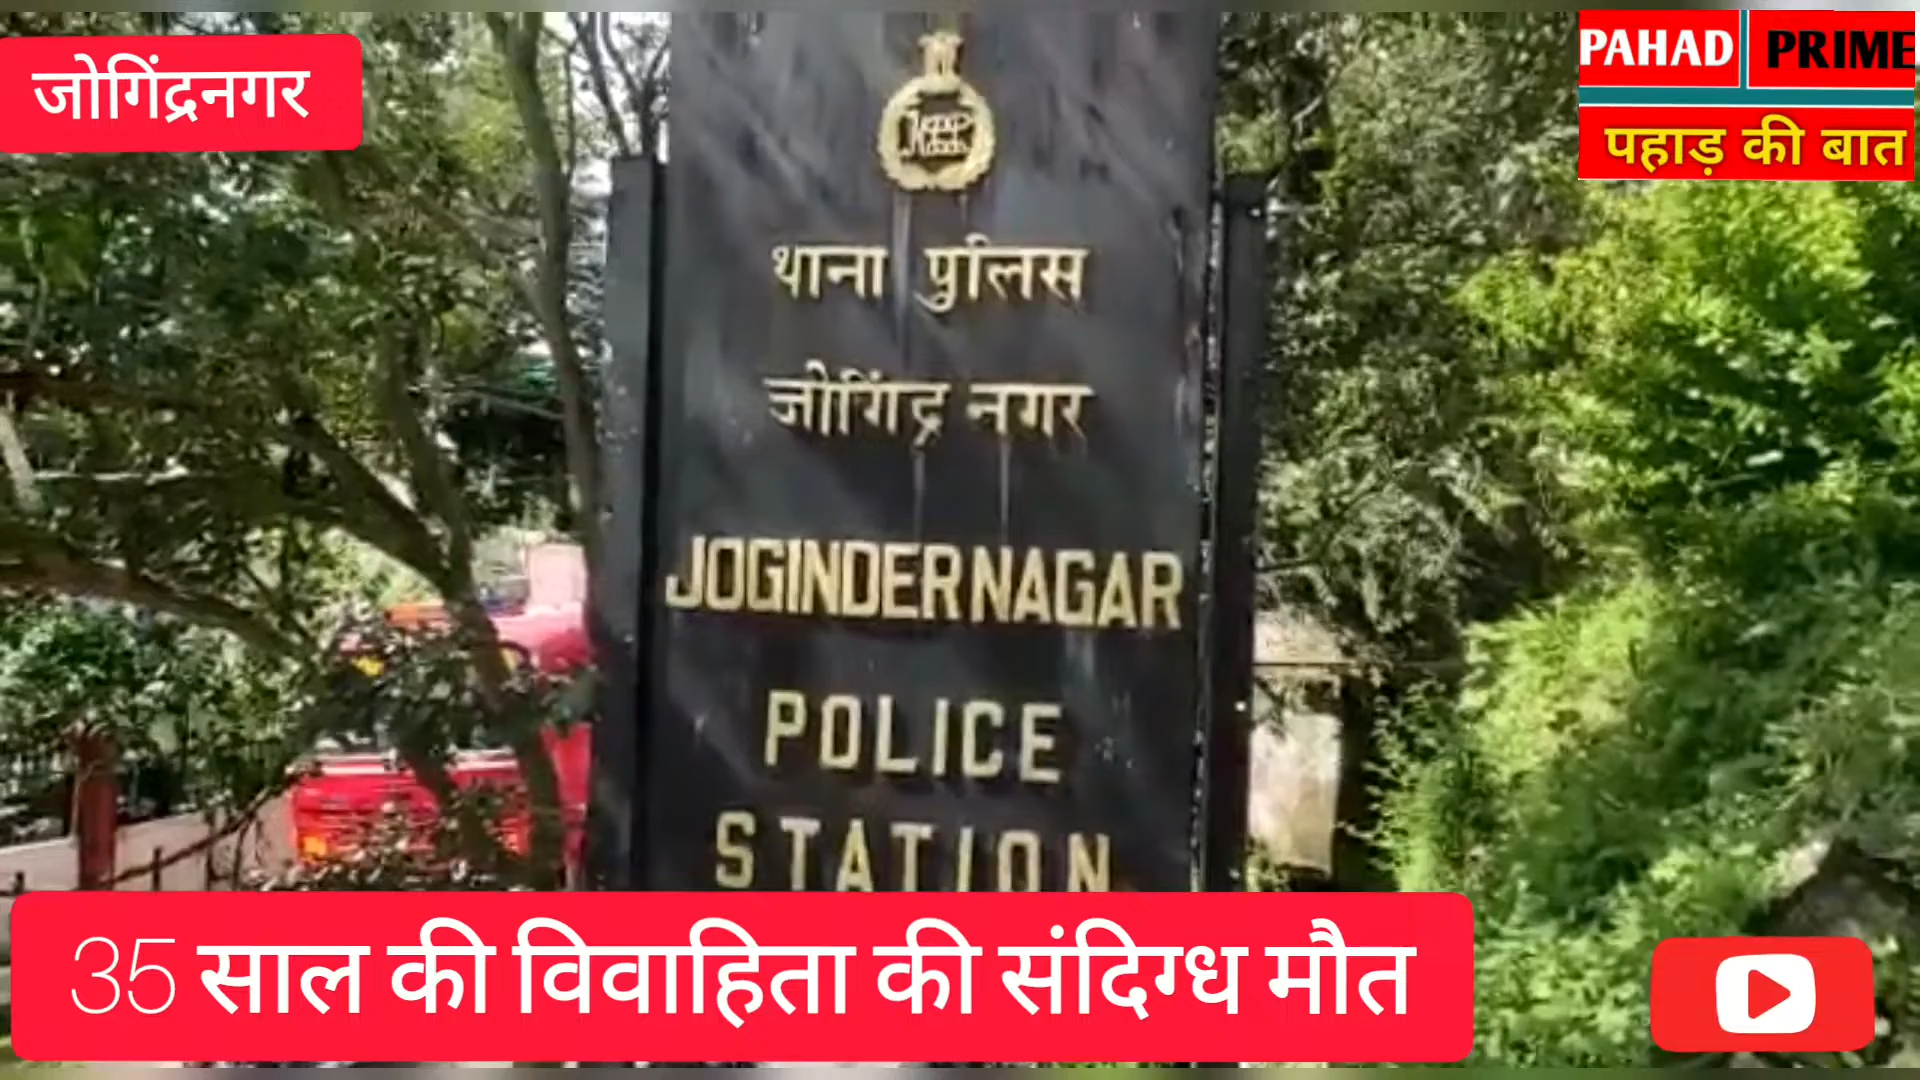 जोगिंद्रनगर
PAHAD PRIME
पहाड़ की बात
थाना पुलिस
जोगिंद्र नगर
JOGINDERNAGAR
POLICE
STATION
35 साल की विवाहिता की संदिग्ध मौत